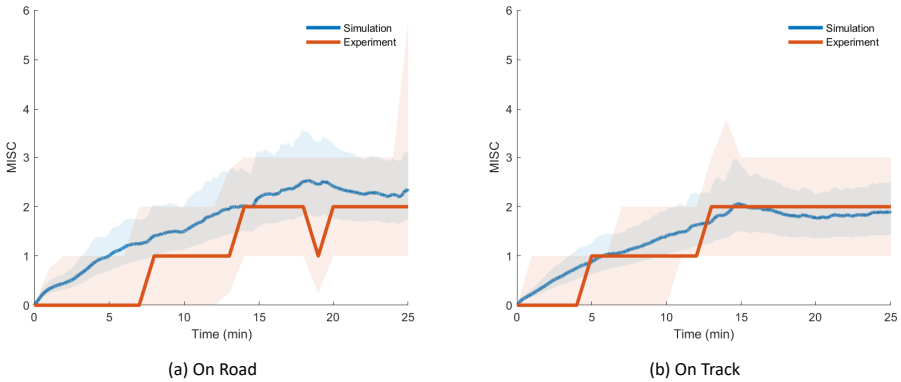 6
5
4
3
2
1
0
MISC
0
5
10
15
20
25
Time (min)
Simulation
Experiment
(a) On Road
6
5
4
3
2
1
0
MISC
0
5
10
15
20
25
Time (min)
Simulation
Experiment
(b) On Track